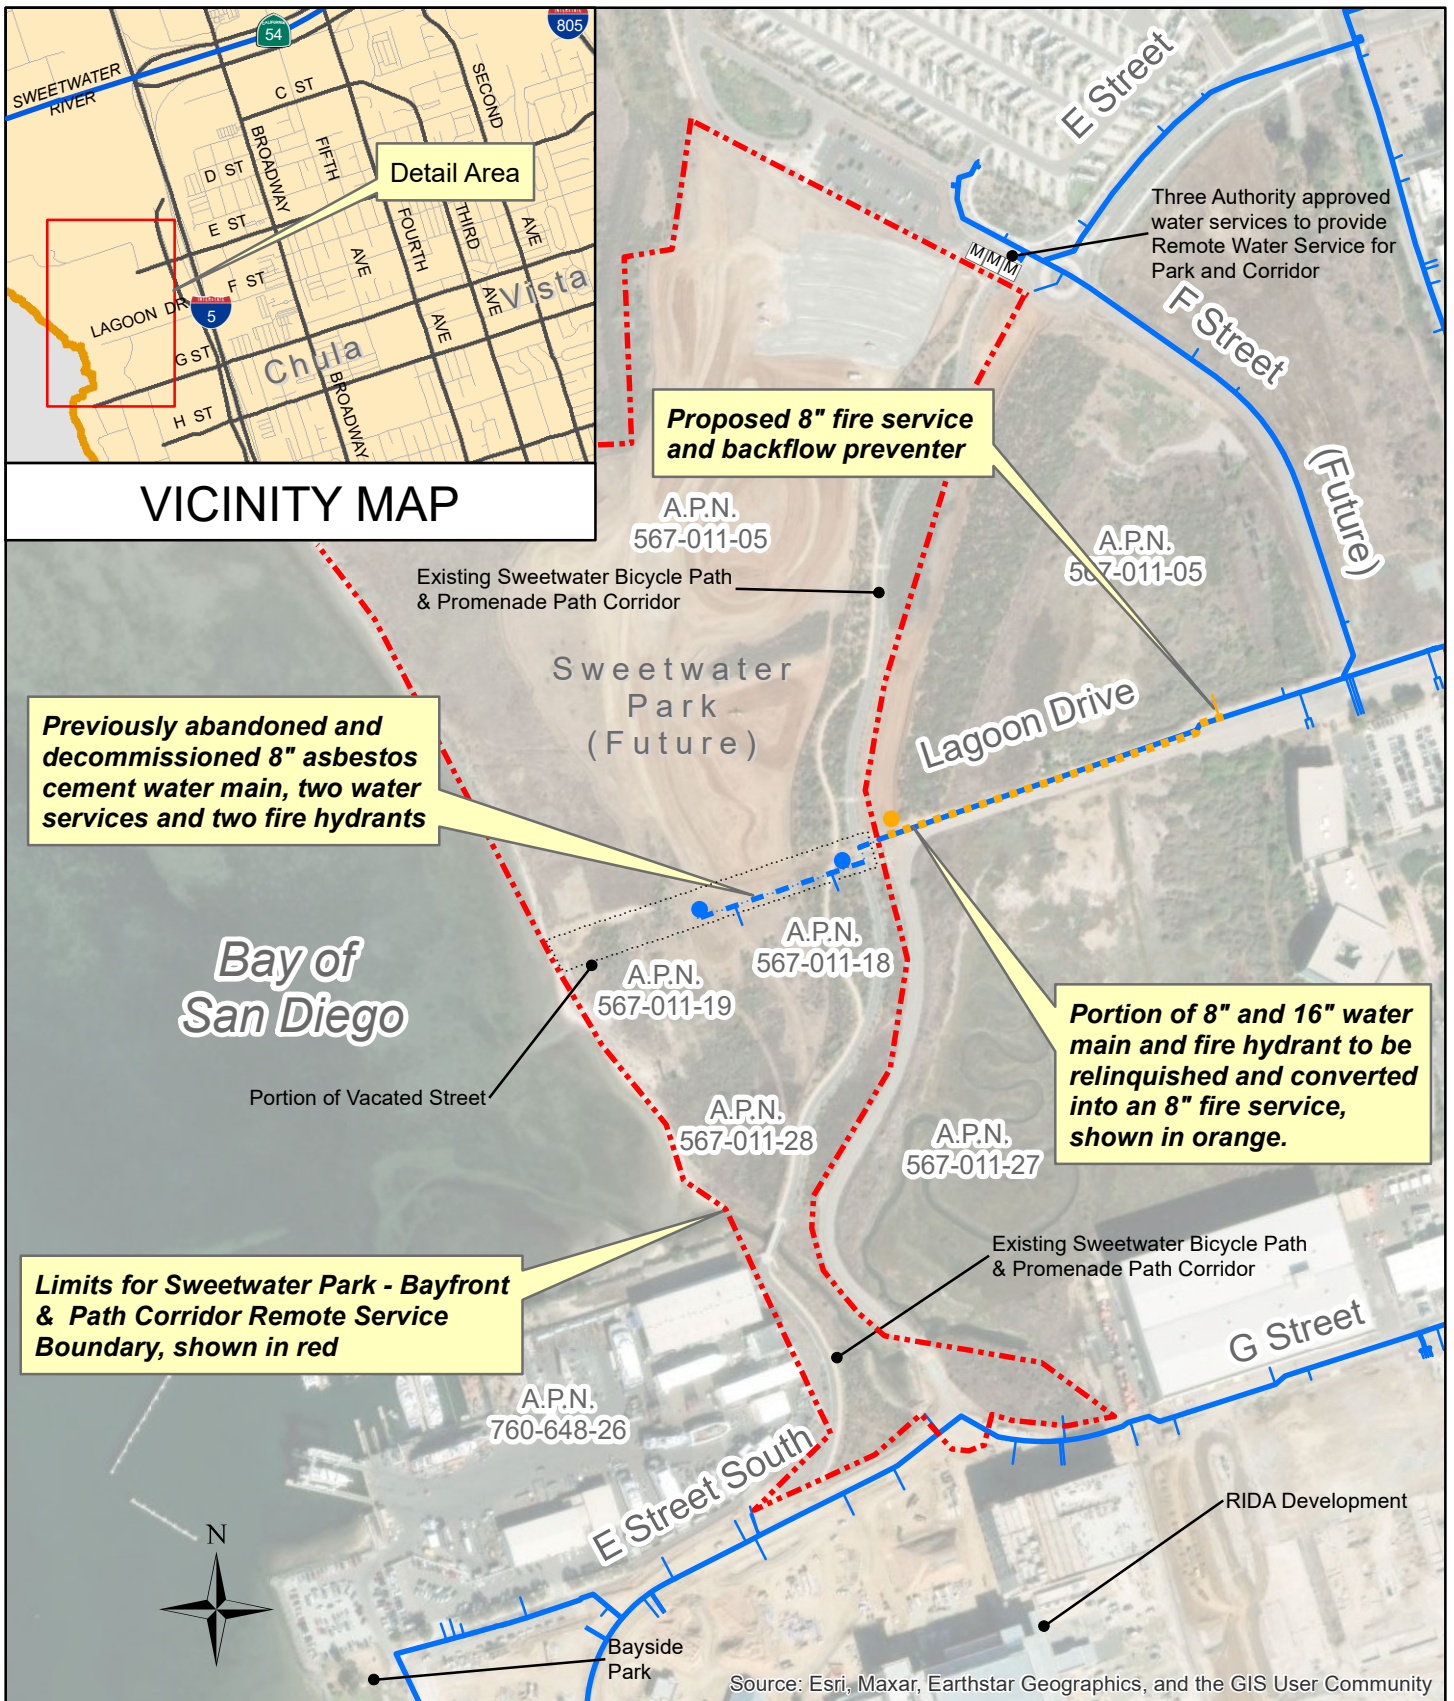 CALIFORNIA
54
INTERSTATE
805
SWEETWATER
RIVER
C ST
SECOND
BROADWAY
FIFTH
D ST
Detail Area
E ST
FOURTH
THIRD
AVE
AVE
F ST
LAGOON DR
INTERSTATE
5
AVE
Vista
AVE
G ST
Chula
BROADWAY
H ST
VICINITY MAP
E Street
Three Authority approved
water services to provide
Remote Water Service for
Park and Corridor
M M M
F Street
(Future)
Proposed 8" fire service
and backflow preventer
A.P.N.
567-011-05
A.P.N.
567-011-05
Existing Sweetwater Bicycle Path
& Promenade Path Corridor
Sweetwater
Park
(Future)
Lagoon Drive
Previously abandoned and
decommissioned 8" asbestos
cement water main, two water
services and two fire hydrants
A.P.N.
567-011-18
Bay of
San Diego
A.P.N.
567-011-19
Portion of 8" and 16" water
main and fire hydrant to be
relinquished and converted
into an 8" fire service,
shown in orange.
Portion of Vacated Street
A.P.N.
567-011-28
A.P.N.
567-011-27
Existing Sweetwater Bicycle Path
& Promenade Path Corridor
Limits for Sweetwater Park - Bayfront
& Path Corridor Remote Service
Boundary, shown in red
G Street
A.P.N.
760-648-26
E Street South
RIDA Development
N
Bayside
Park
Source: Esri, Maxar, Earthstar Geographics, and the GIS User Community